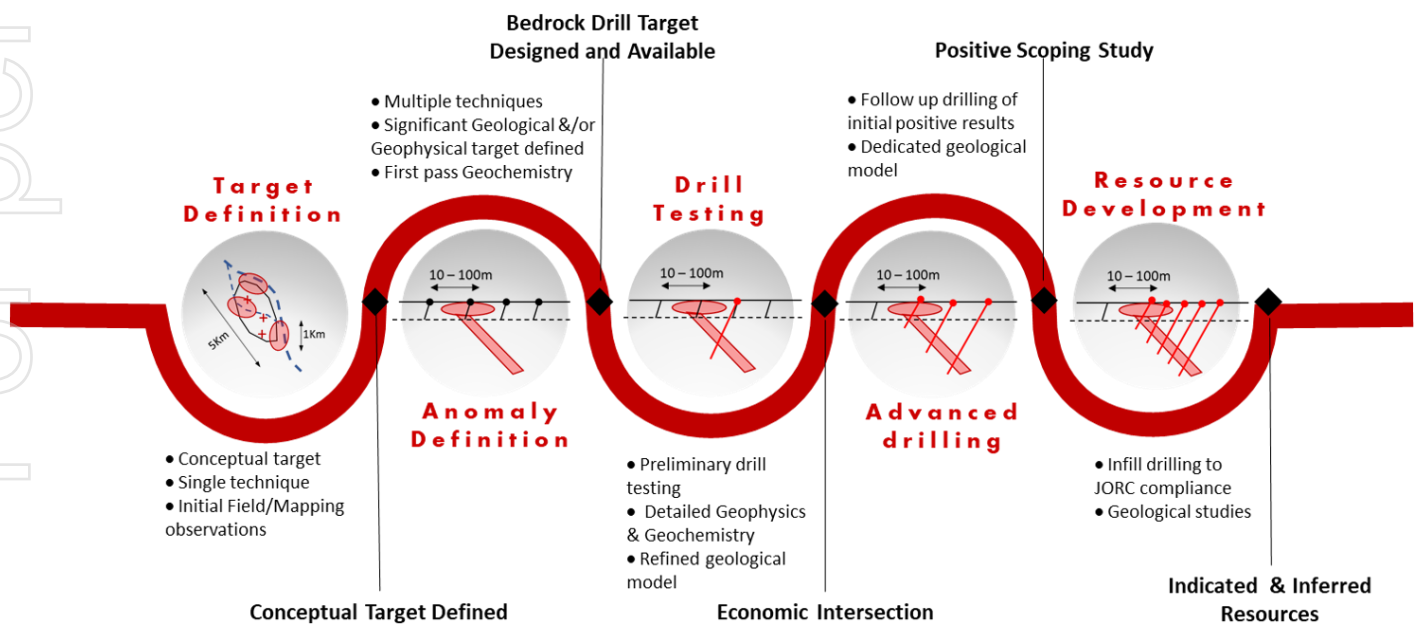 Bedrock Drill Target
Designed and Available
Positive Scoping Study
● Multiple techniques
● Significant Geological &/or
Geophysical target defined
● First pass Geochemistry
● Follow up drilling of
initial positive results
● Dedicated geological
model
Target
Definition
Drill
Testing
Resource
Development
5Km
1Km
10 – 100m
10 – 100m
10 – 100m
10 – 100m
Anomaly
Definition
Advanced
drilling
● Conceptual target
● Single technique
● Initial Field/Mapping
observations
● Preliminary drill
testing
● Detailed Geophysics
& Geochemistry
● Refined geological
model
● Infill drilling to
JORC compliance
● Geological studies
Conceptual Target Defined
Economic Intersection
Indicated & Inferred
Resources